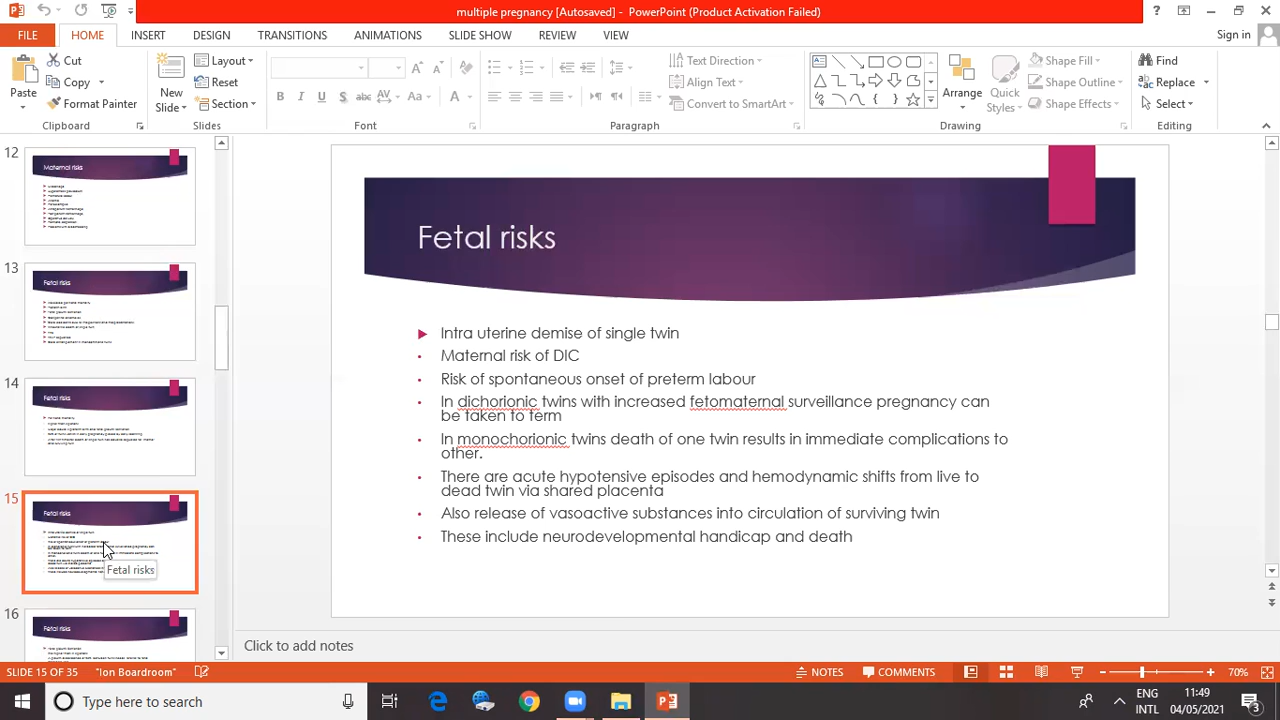 multiple pregnancy [Autosaved] - PowerPoint (Product Activation Failed)
FILE HOME INSERT DESIGN TRANSITIONS ANIMATIONS SLIDE SHOW REVIEW VIEW Sign in
Paste
Cut
Copy
Format Painter
Clipboard
New
Slide
Layout
Reset
Section
Slides
Font
Text Direction
Align Text
Convert to SmartArt
Paragraph
Arrange
Quick
Styles
Shape Fill
Shape Outline
Shape Effects
Drawing
Find
Replace
Select
Editing
12
Maternal risks
13
Fetal risks
14
Fetal risks
15
Fetal risks
Fetal risks
16
Fetal risks
Fetal risks
Intra uterine demise of single twin
Maternal risk of DIC
Risk of spontaneous onset of preterm labour
In dichorionic twins with increased fetomaternal surveillance pregnancy can
be taken to term
In monochotionic twins death of one twin results in immediate complications to
other.
There are acute hypotensive episodes and hemodynamic shifts from live to
dead twin via shared placenta
Also release of vasoactive substances into circulation of surviving twin
These include neurodevelopmental handicap and death
Click to add notes
SLIDE 15 OF 35 "Ion Boardroom" NOTES COMMENTS 70%
Type here to search
ENG
INTL
11:49
04/05/2021
3